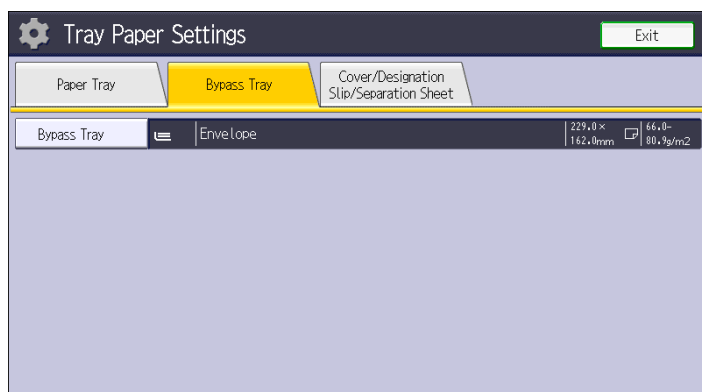 Tray Paper Settings
Exit
Paper Tray
Bypass Tray
Cover/Designation
Slip/Separation Sheet
Bypass Tray
Envelope
229.0×
162.0mm
66.0-
80.9g/m2